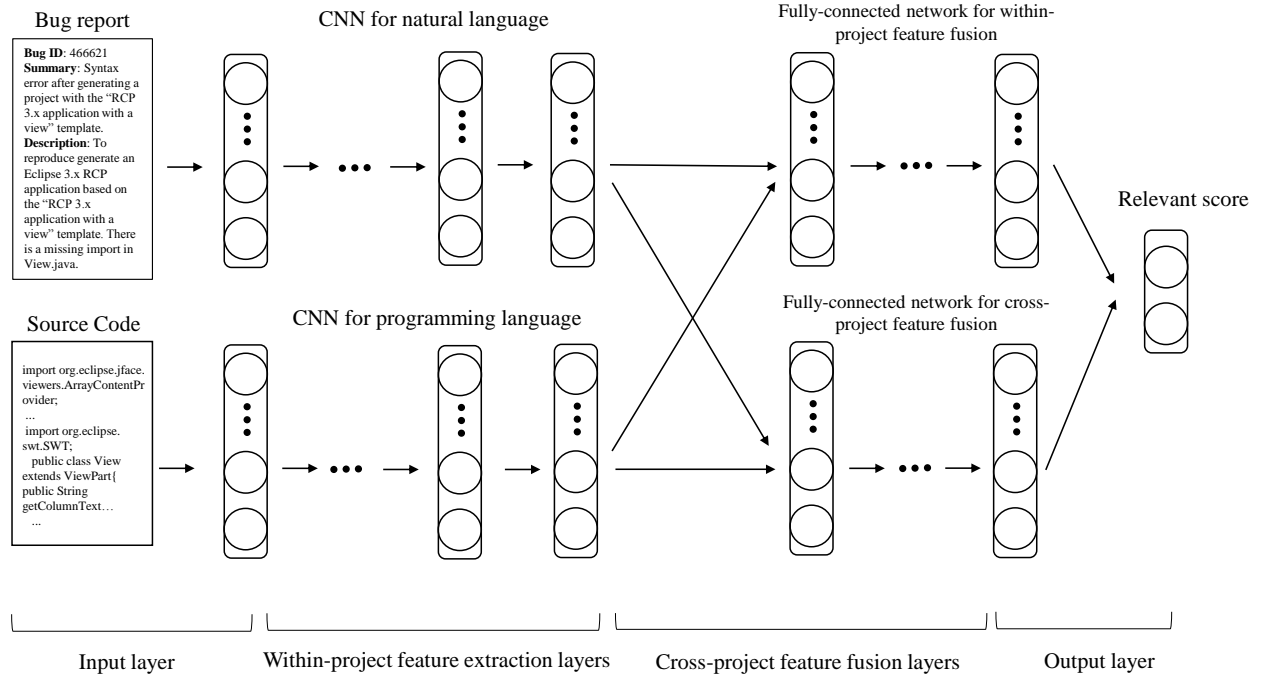 Bug report
Bug ID: 466621
Summary: Syntax
error after generating a
project with the “RCP
3.x application with a
view” template.
Description: To
reproduce generate an
Eclipse 3.x RCP
application based on
the “RCP 3.x
application with a
view” template. There
is a missing import in
View.java.
CNN for natural language
Fully-connected network for within-
project feature fusion
Relevant score
Source Code
import org.eclipse.jface.
viewers.ArrayContentPr
ovider;
...
import org.eclipse.
swt.SWT;
public class View
extends ViewPart{
public String
getColumnText…
...
CNN for programming language
Fully-connected network for cross-
project feature fusion
Input layer
Within-project feature extraction layers
Cross-project feature fusion layers
Output layer